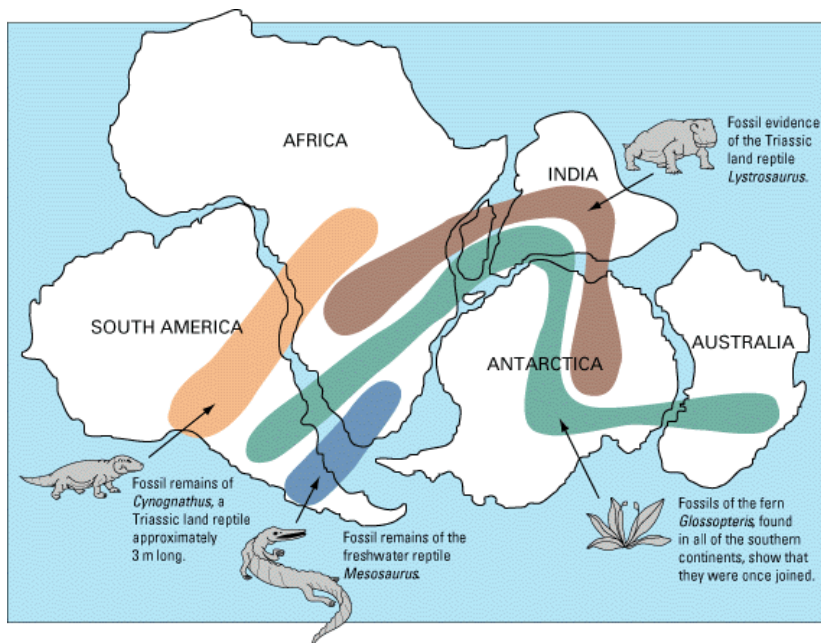 AFRICA
INDIA
Fossil evidence
of the Triassic
land reptile
Lystrosaurus.
SOUTH AMERICA
ANTARCTICA
AUSTRALIA
Fossil remains of
Cynognathus, a
Triassic land reptile
approximately
3 m long.
Fossil remains of the
freshwater reptile
Mesosaurus.
Fossils of the fern
Glossopteris, found
in all of the southern
continents, show that
they were once joined.